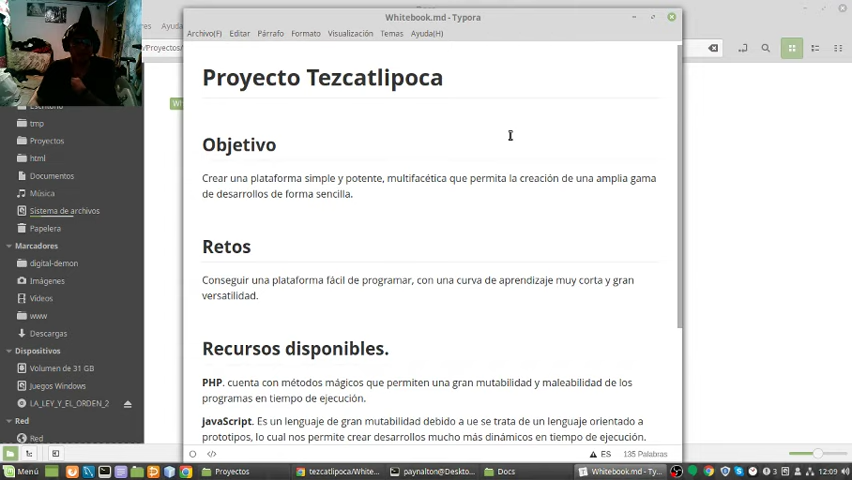 Whitebook.md - Typora
Archivo(F) Editar Párrafo Formato Visualización Temas Ayuda(H)
/Proyectos/
Proyecto Tezcatlipoca
Objetivo
Crear una plataforma simple y potente, multifacética que permita la creación de una amplia gama
de desarrollos de forma sencilla.
Retos
Conseguir una plataforma fácil de programar, con una curva de aprendizaje muy corta y gran
versatilidad.
Recursos disponibles.
PHP. cuenta con métodos mágicos que permiten una gran mutabilidad y maleabilidad de los
programas en tiempo de ejecución.
JavaScript. Es un lenguaje de gran mutabilidad debido a ue se trata de un lenguaje orientado a
prototipos, lo cual nos permite crear desarrollos mucho más dinámicos en tiempo de ejecución.
ES 135 Palabras
Escritorio
tmp
Proyectos
html
Documentos
Música
Sistema de archivos
Papelera
Marcadores
digital-demon
Imágenes
Vídeos
www
Descargas
Dispositivos
Volumen de 31 GB
Juegos Windows
LA_LEY_Y_EL_ORDEN_2
Red
Red
Menú Proyectos tezcatlipoca/White... paynalton@Deskto... Docs Whitebook.md - Ty... 3 12:09